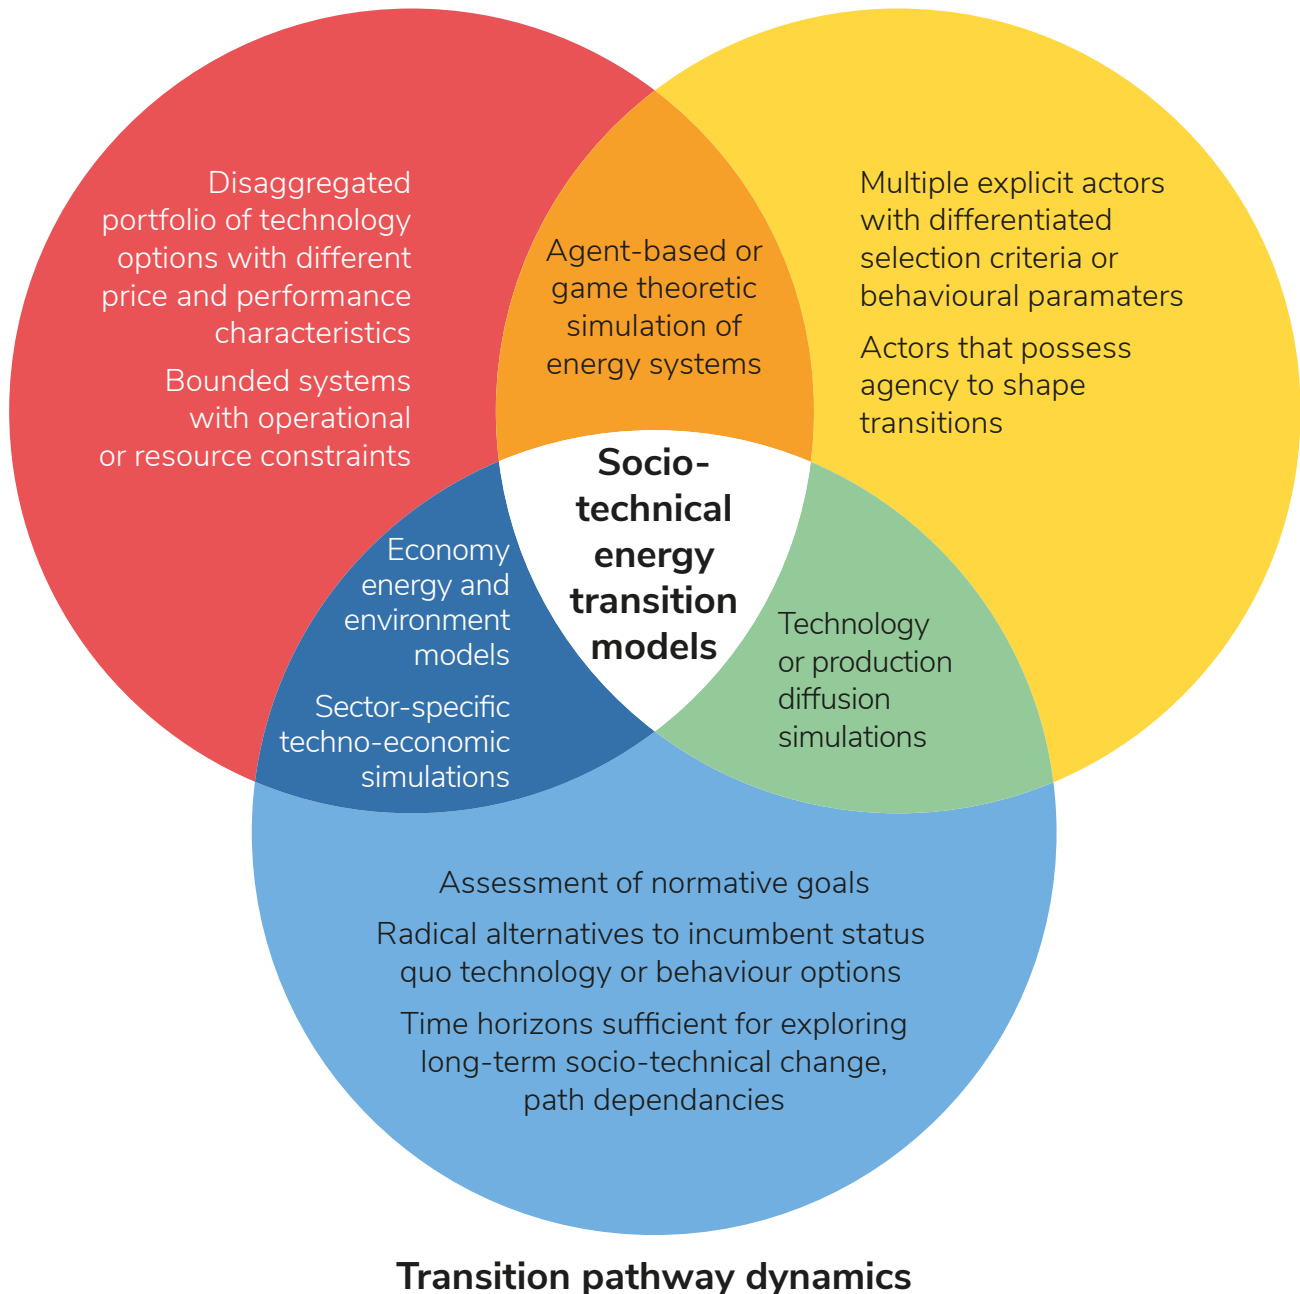 Disaggregated
portfolio of technology
options with different
price and performance
characteristics
Bounded systems
with operational
or resource constraints
Agent-based or
game theoretic
simulation of
energy systems
Multiple explicit actors
with differentiated
selection criteria or
behavioural paramaters
Actors that possess
agency to shape
transitions
Socio-
technical
energy
transition
models
Economy
energy and
environment
models
Sector-specific
techno-economic
simulations
Technology
or production
diffusion
simulations
Assessment of normative goals
Radical alternatives to incumbent status
quo technology or behaviour options
Time horizons sufficient for exploring
long-term socio-technical change,
path dependancies
Transition pathway dynamics